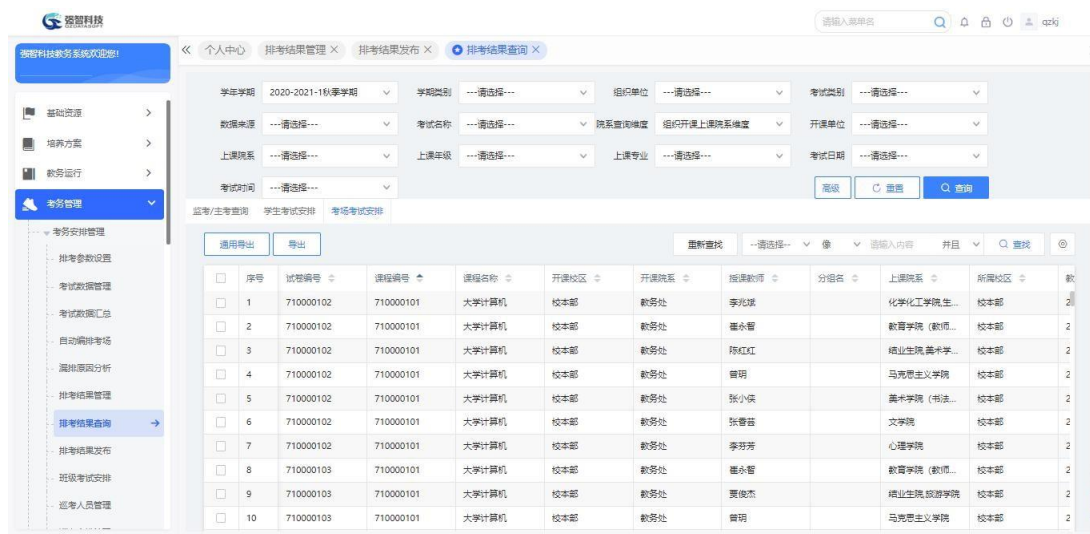 强智科技
QZDATASOFT
请输入菜单名
qzkj
强智科技教务系统欢迎您!
个人中心 排考结果管理 排考结果发布 排考结果查询
基础资源
培养方案
教务运行
考务管理
考务安排管理
排考参数设置
考试数据管理
考试数据汇总
自动编排考场
漏排原因分析
排考结果管理
排考结果查询
排考结果发布
班级考试安排
巡考人员管理
学年学期 2020-2021-1秋季学期 学期类别 ---请选择--- 组织单位 ---请选择--- 考试类别 ---请选择---
数据来源 ---请选择--- 考试名称 ---请选择--- 院系查询维度 组织开课上课院系维度 开课单位 ---请选择---
上课院系 ---请选择--- 上课年级 ---请选择--- 上课专业 ---请选择--- 考试日期 ---请选择---
考试时间 ---请选择--- 高级 重置 查询
监考/主考查询 学生考试安排 考场考试安排
通用导出 导出 重新查找 --请选择-- 像 请输入内容 并且 查找
序号 试卷编号 课程编号 课程名称 开课校区 开课院系 授课教师 分组名 上课院系 所属校区 教
1 710000102 710000101 大学计算机 校本部 教务处 李兆斌 化学化工学院,生... 校本部 2
2 710000102 710000101 大学计算机 校本部 教务处 崔永智 教育学院（教师... 校本部 2
3 710000102 710000101 大学计算机 校本部 教务处 陈红红 结业生院,美术学... 校本部 2
4 710000102 710000101 大学计算机 校本部 教务处 曾玥 马克思主义学院 校本部 2
5 710000102 710000101 大学计算机 校本部 教务处 张小侠 美术学院（书法... 校本部 2
6 710000102 710000101 大学计算机 校本部 教务处 张香芸 文学院 校本部 2
7 710000102 710000101 大学计算机 校本部 教务处 李芬芳 心理学院 校本部 2
8 710000103 710000101 大学计算机 校本部 教务处 崔永智 教育学院（教师... 校本部 2
9 710000103 710000101 大学计算机 校本部 教务处 贾俊杰 结业生院,旅游学院 校本部 2
10 710000103 710000101 大学计算机 校本部 教务处 曾玥 马克思主义学院 校本部 2